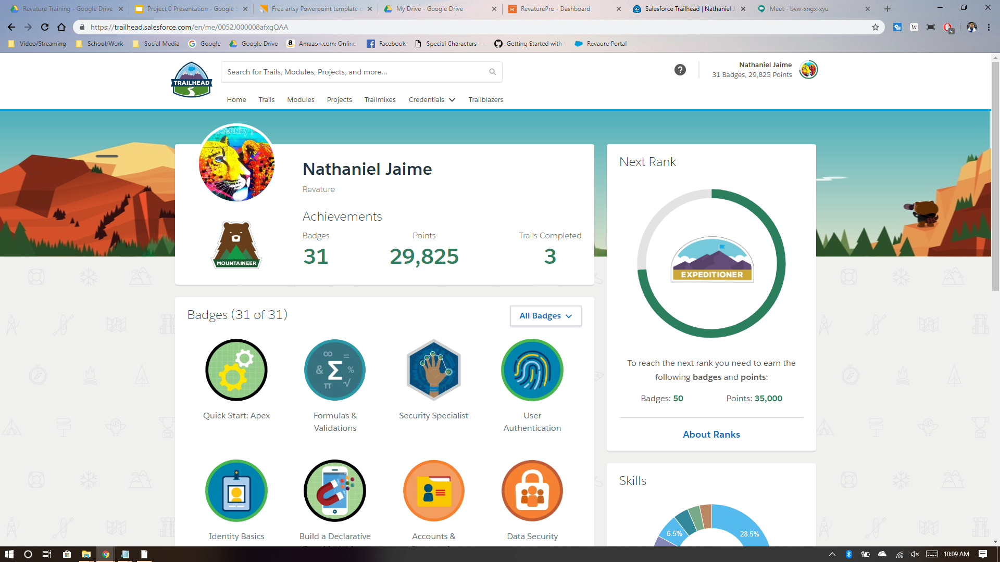 Revature Training - Google Drive
Project 0 Presentation - Google S
Free artsy Powerpoint template o
My Drive - Google Drive
RevaturePro - Dashboard
Salesforce Trailhead | Nathaniel J
Meet - bvw-xngx-xyu
https://trailhead.salesforce.com/en/me/0052J000008afxgQAA
W
5
Video/Streaming
School/Work
Social Media
Google
Google Drive
Amazon.com: Online
Facebook
Special Characters —
Getting Started with
Revaure Portal
TRAILHEAD
Search for Trails, Modules, Projects, and more...
?
Nathaniel Jaime
31 Badges, 29,825 Points
Home
Trails
Modules
Projects
Trailmixes
Credentials
Trailblazers
Nathaniel Jaime
Revature
Achievements
Badges
31
Points
29,825
Trails Completed
3
MOUNTAINEER
Next Rank
EXPEDITIONER
To reach the next rank you need to earn the
following badges and points:
Badges: 50
Points: 35,000
About Ranks
Badges (31 of 31)
All Badges
∞ =
& Σ %
π √
Quick Start: Apex
Formulas &
Validations
Security Specialist
User
Authentication
Identity Basics
Build a Declarative
Accounts &
Data Security
Skills
6.5%
28.5%
10:09 AM